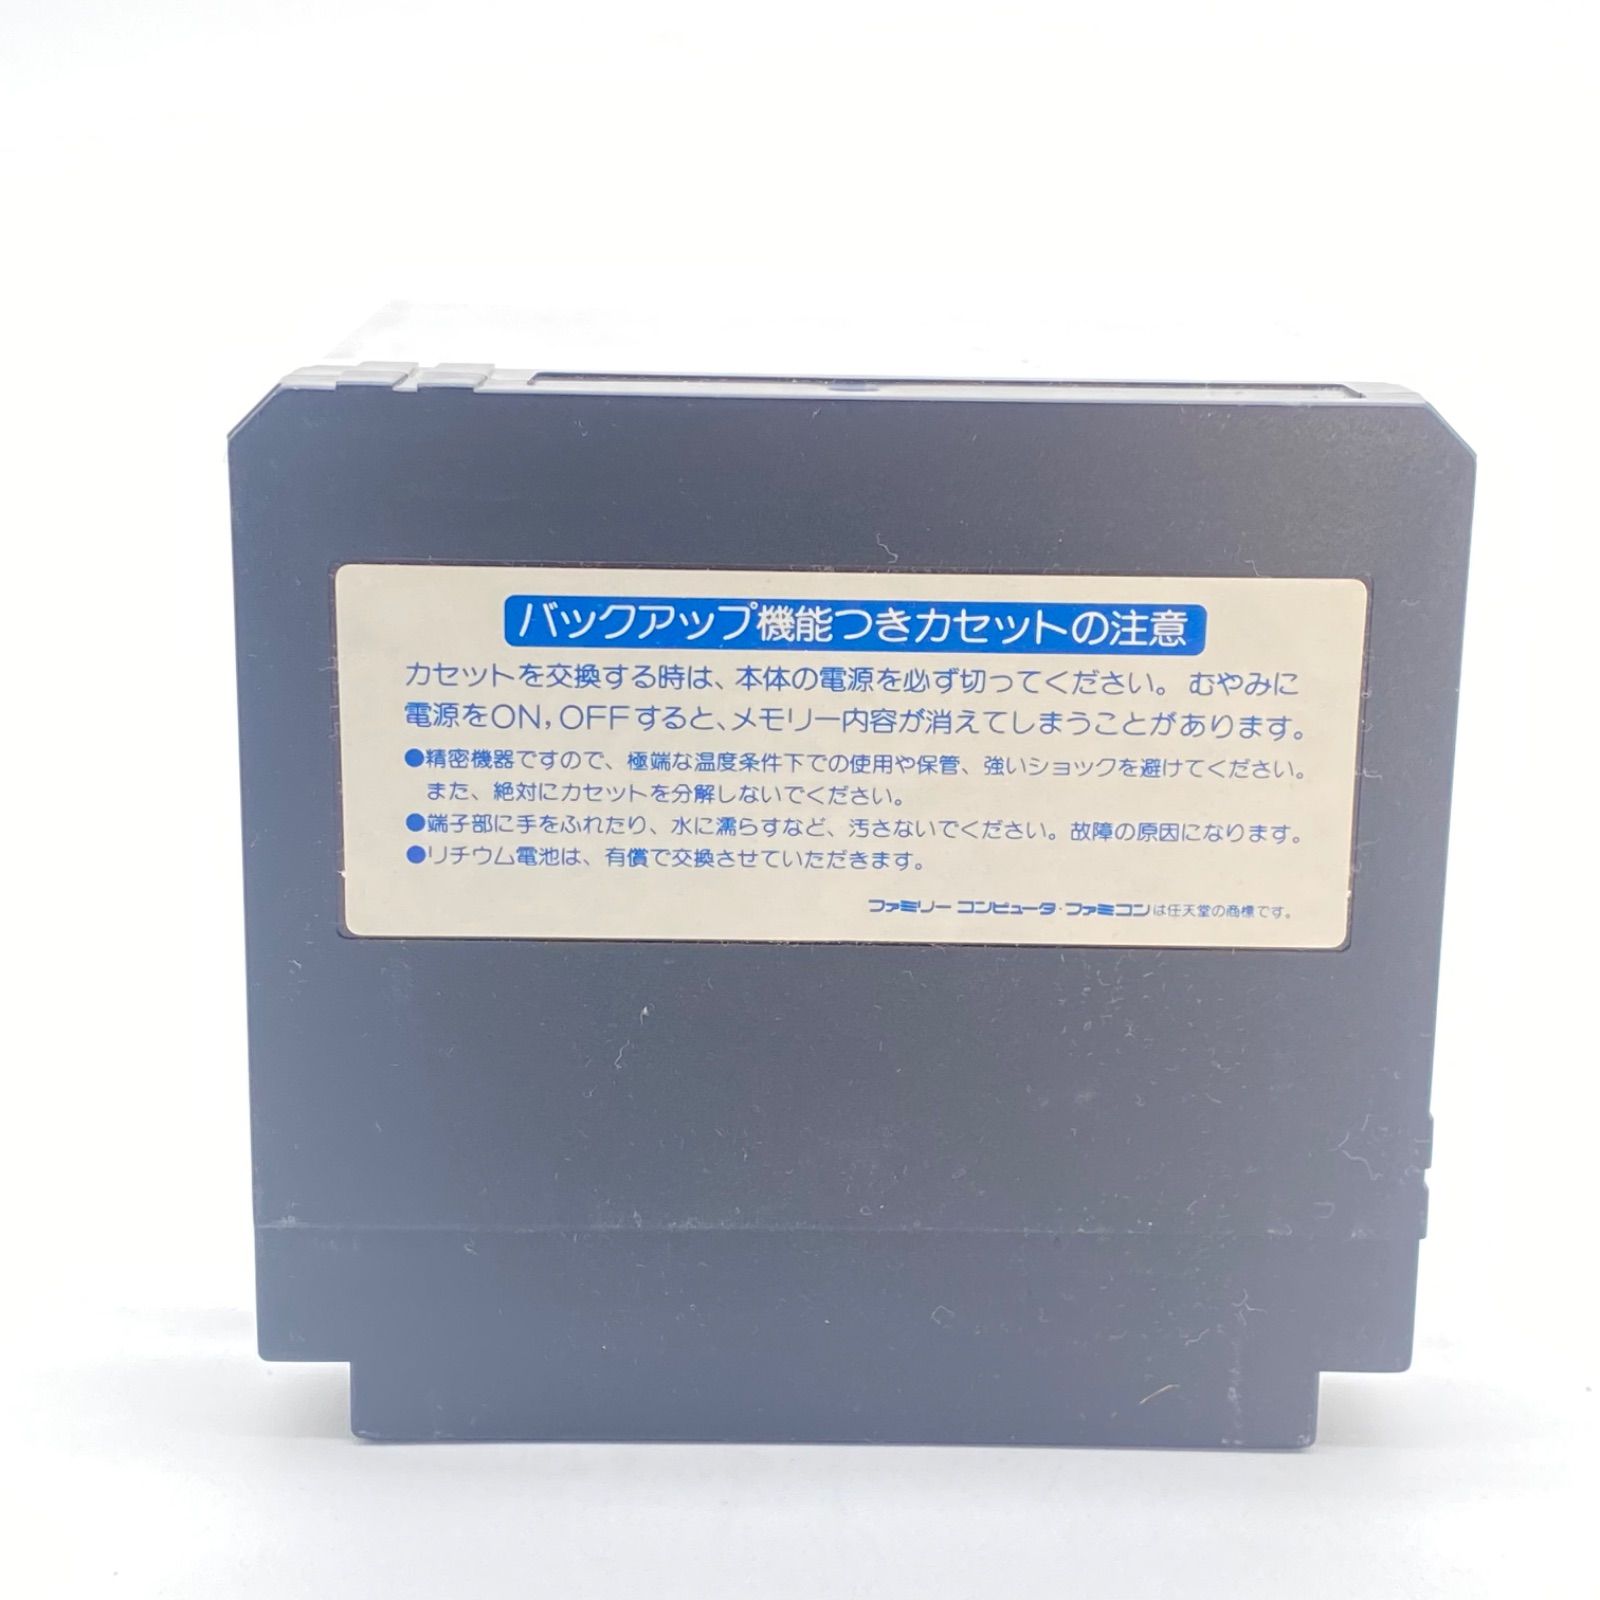 バックアップ機能つきカセットの注意
カセットを交換する時は、本体の電源を必ず切ってください。むやみに
電源をON,OFFすると、メモリー内容が消えてしまうことがあります。
●精密機器ですので、極端な温度条件下での使用や保管、強いショックを避けてください。
また、絶対にカセットを分解しないでください。
●端子部に手をふれたり、水に濡らすなど、汚さないでください。故障の原因になります。
●リチウム電池は、有償で交換させていただきます。
ファミリー コンピュータ・ファミコンは任天堂の商標です。